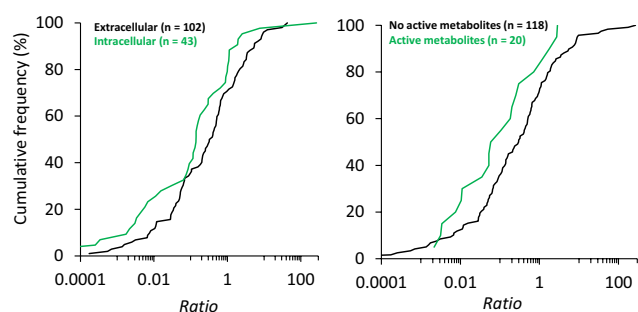 Extracellular (n = 102)
Intracellular (n = 43)
Cumulative frequency (%)
100
80
60
40
20
0
0.0001
0.01
1
100
Ratio
No active metabolites (n = 118)
Active metabolites (n = 20)
100
80
60
40
20
0
0.0001
0.01
1
100
Ratio